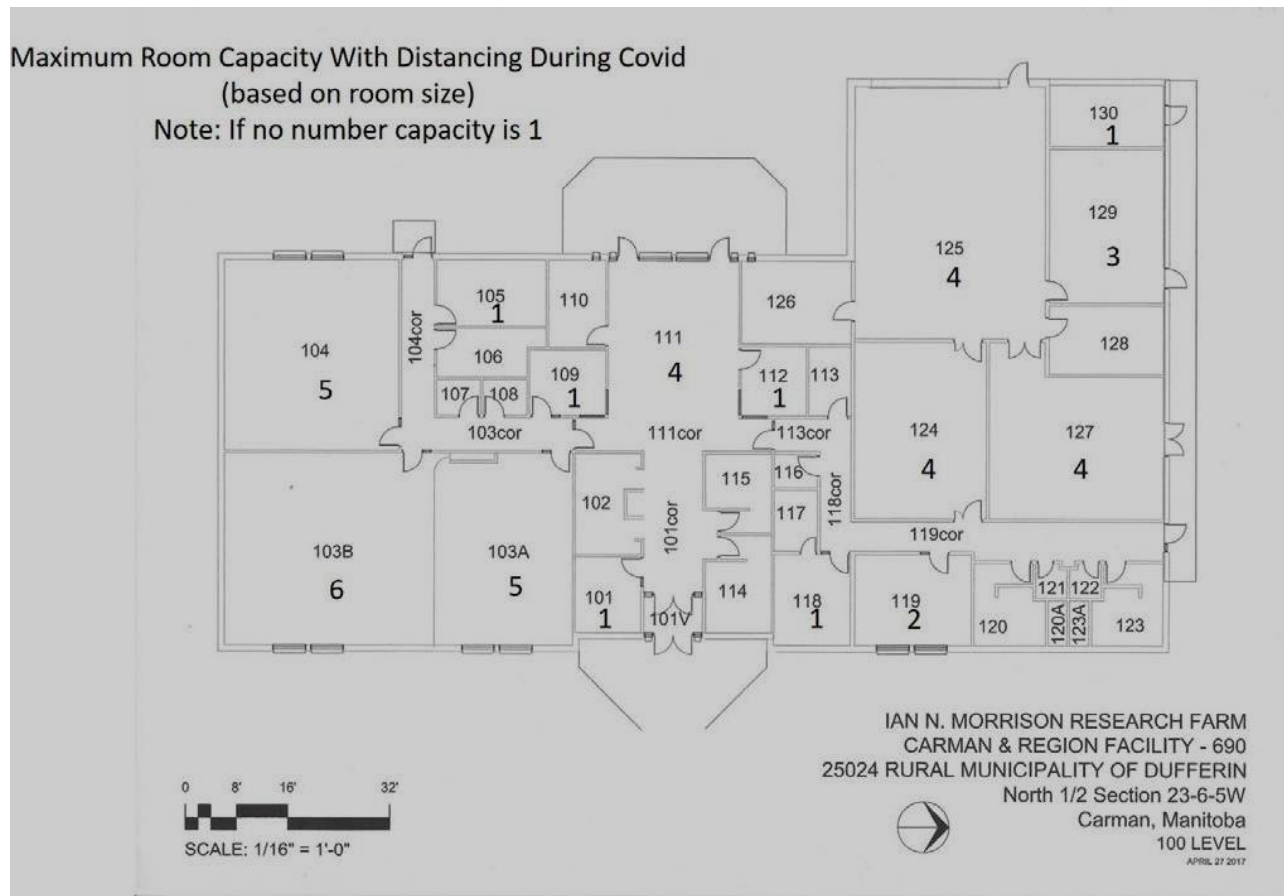 Maximum Room Capacity With Distancing During Covid
(based on room size)
Note: If no number capacity is 1
130
1
129
3
125
4
128
126
110
105
1
106
104cor
104
5
111
4
109
1
107
108
112
1
113
103cor
111cor
113cor
124
4
127
4
116
115
102
101cor
117
118cor
119cor
103B
6
103A
5
101
1
101V
114
118
1
119
2
120
121
122
120A
123A
123
IAN N. MORRISON RESEARCH FARM
CARMAN & REGION FACILITY - 690
25024 RURAL MUNICIPALITY OF DUFFERIN
North 1/2 Section 23-6-5W
Carman, Manitoba
100 LEVEL
APRIL 27 2017
0 8' 16' 32'
SCALE: 1/16" = 1'-0"